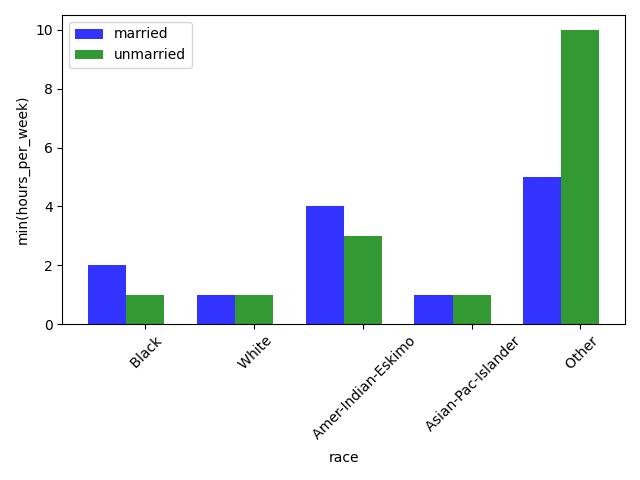 married
unmarried
10
8
6
4
2
0
min(hours_per_week)
Black
White
Amer-Indian-Eskimo
Asian-Pac-Islander
Other
race